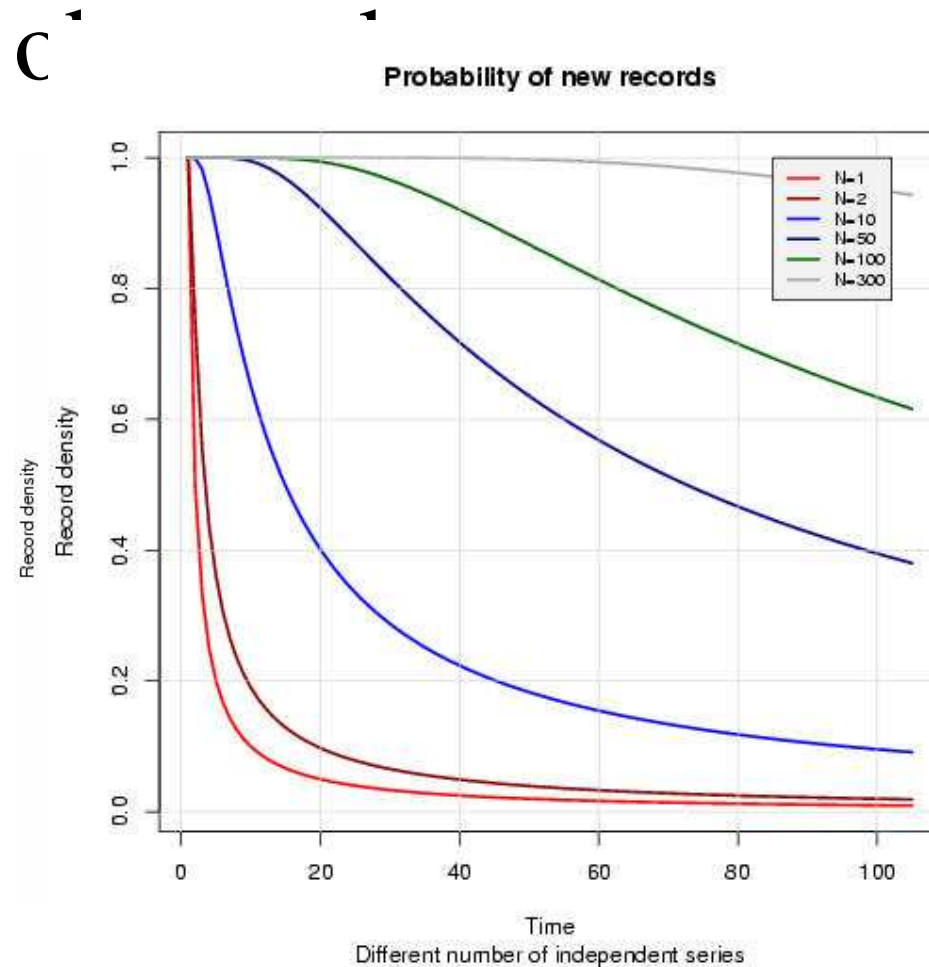 Probability of new records
1.0
0.8
0.6
0.4
0.2
0.0
Record density
Record density
N=1
N=2
N=10
N=50
N=100
N=300
0 20 40 60 80 100
Time
Different number of independent series